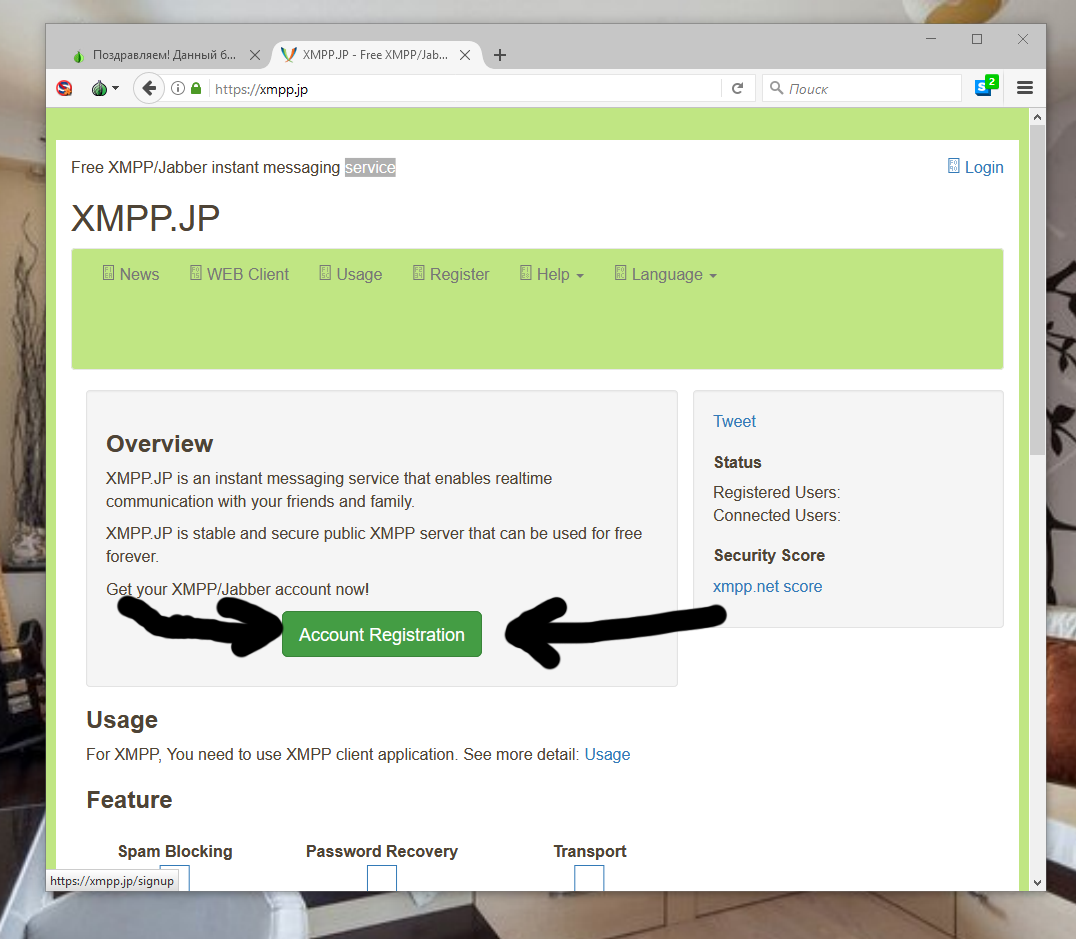 Поздравляем! Данный б...
XMPP.JP - Free XMPP/Jab...
https://xmpp.jp
Поиск
2
Free XMPP/Jabber instant messaging service
Login
XMPP.JP
News
WEB Client
Usage
Register
Help
Language
Overview
XMPP.JP is an instant messaging service that enables realtime
communication with your friends and family.
XMPP.JP is stable and secure public XMPP server that can be used for free
forever.
Get your XMPP/Jabber account now!
Account Registration
Tweet
Status
Registered Users:
Connected Users:
Security Score
xmpp.net score
Usage
For XMPP, You need to use XMPP client application. See more detail: Usage
Feature
Spam Blocking
Password Recovery
Transport
https://xmpp.jp/signup